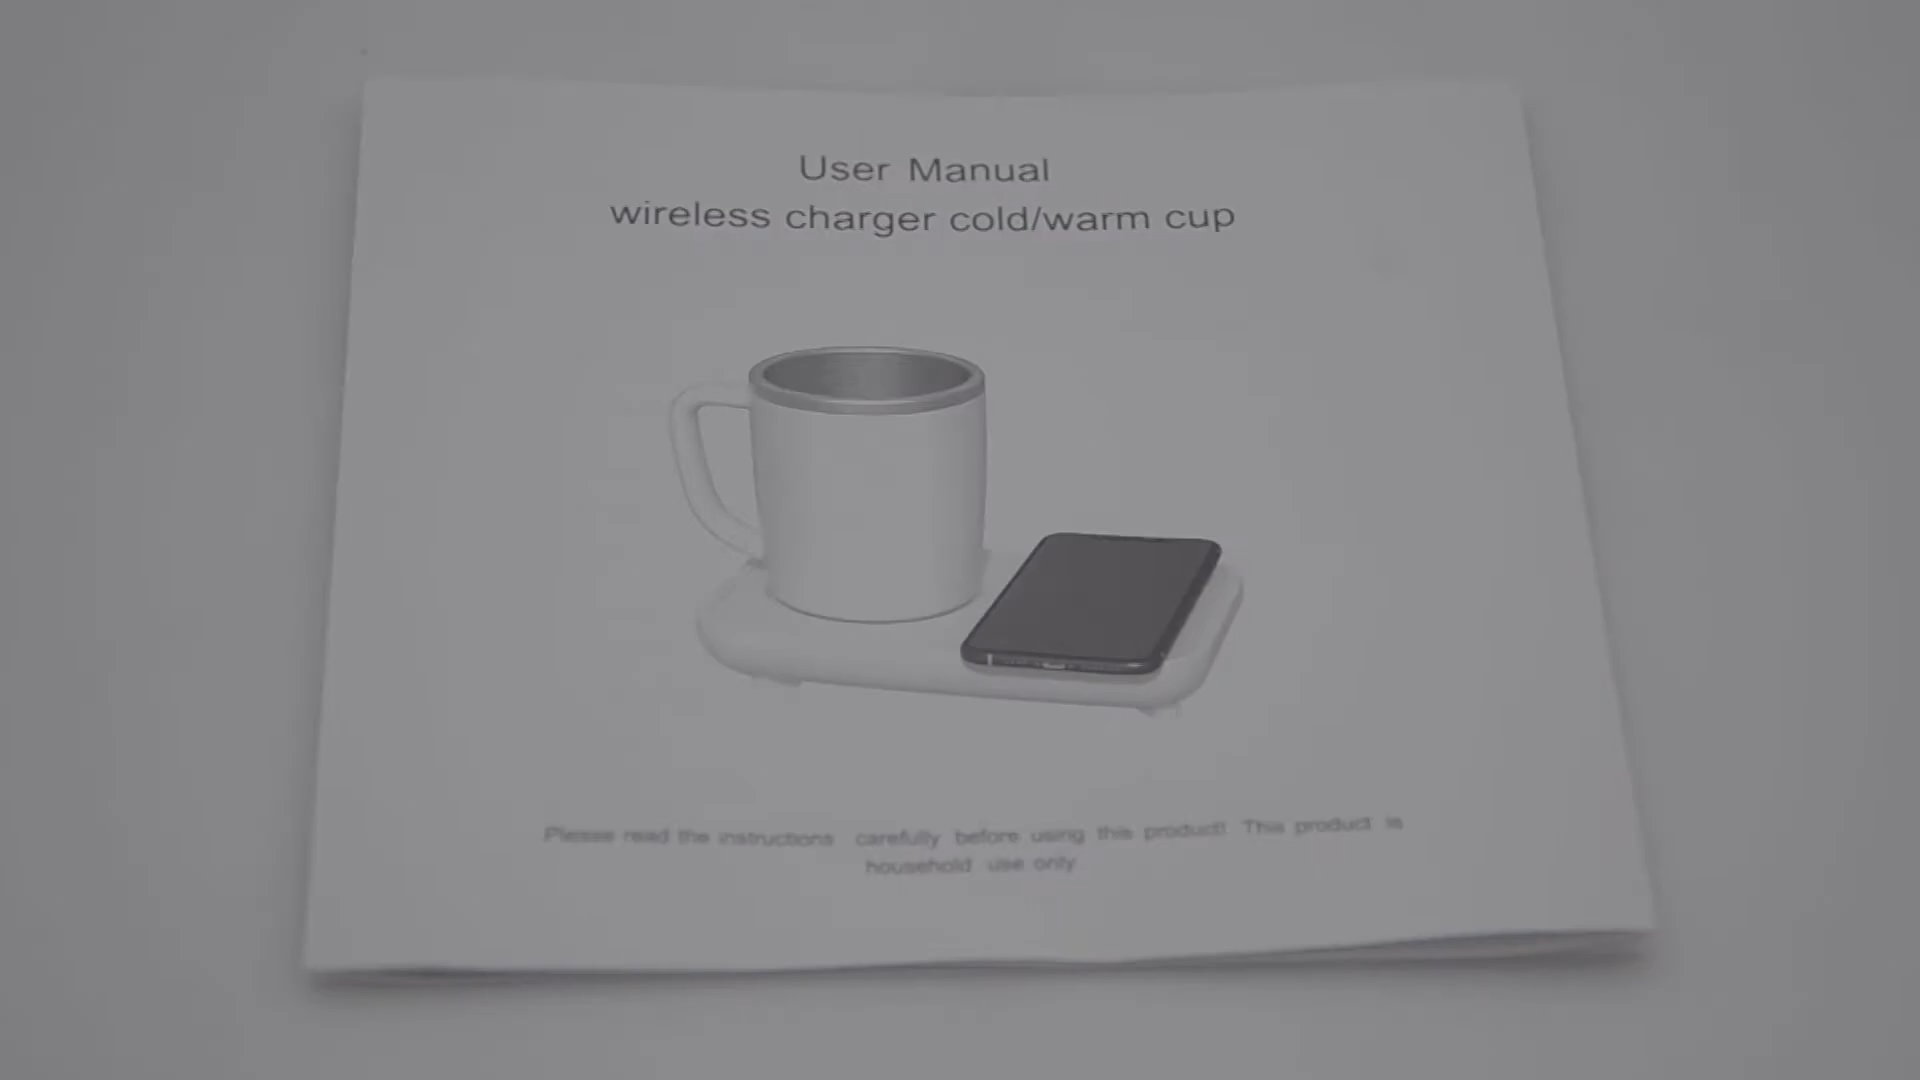 User Manual
wireless charger cold/warm cup
Please read the instructions carefully before using this product! This product is
household use only